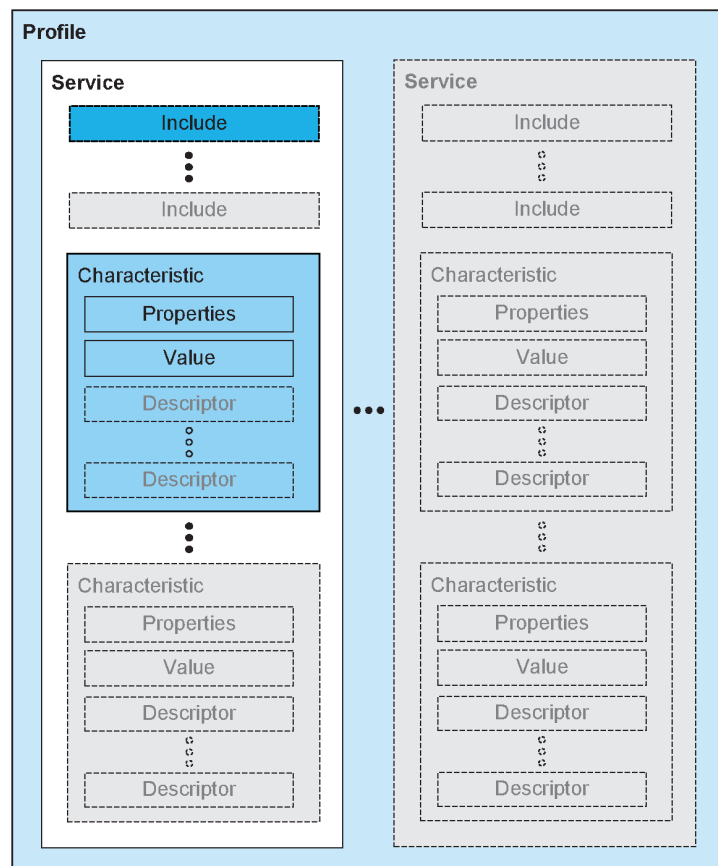 Profile
Service
Include
Include
Characteristic
Properties
Value
Descriptor
Descriptor
Characteristic
Properties
Value
Descriptor
Descriptor
Service
Include
Include
Characteristic
Properties
Value
Descriptor
Descriptor
Characteristic
Properties
Value
Descriptor
Descriptor